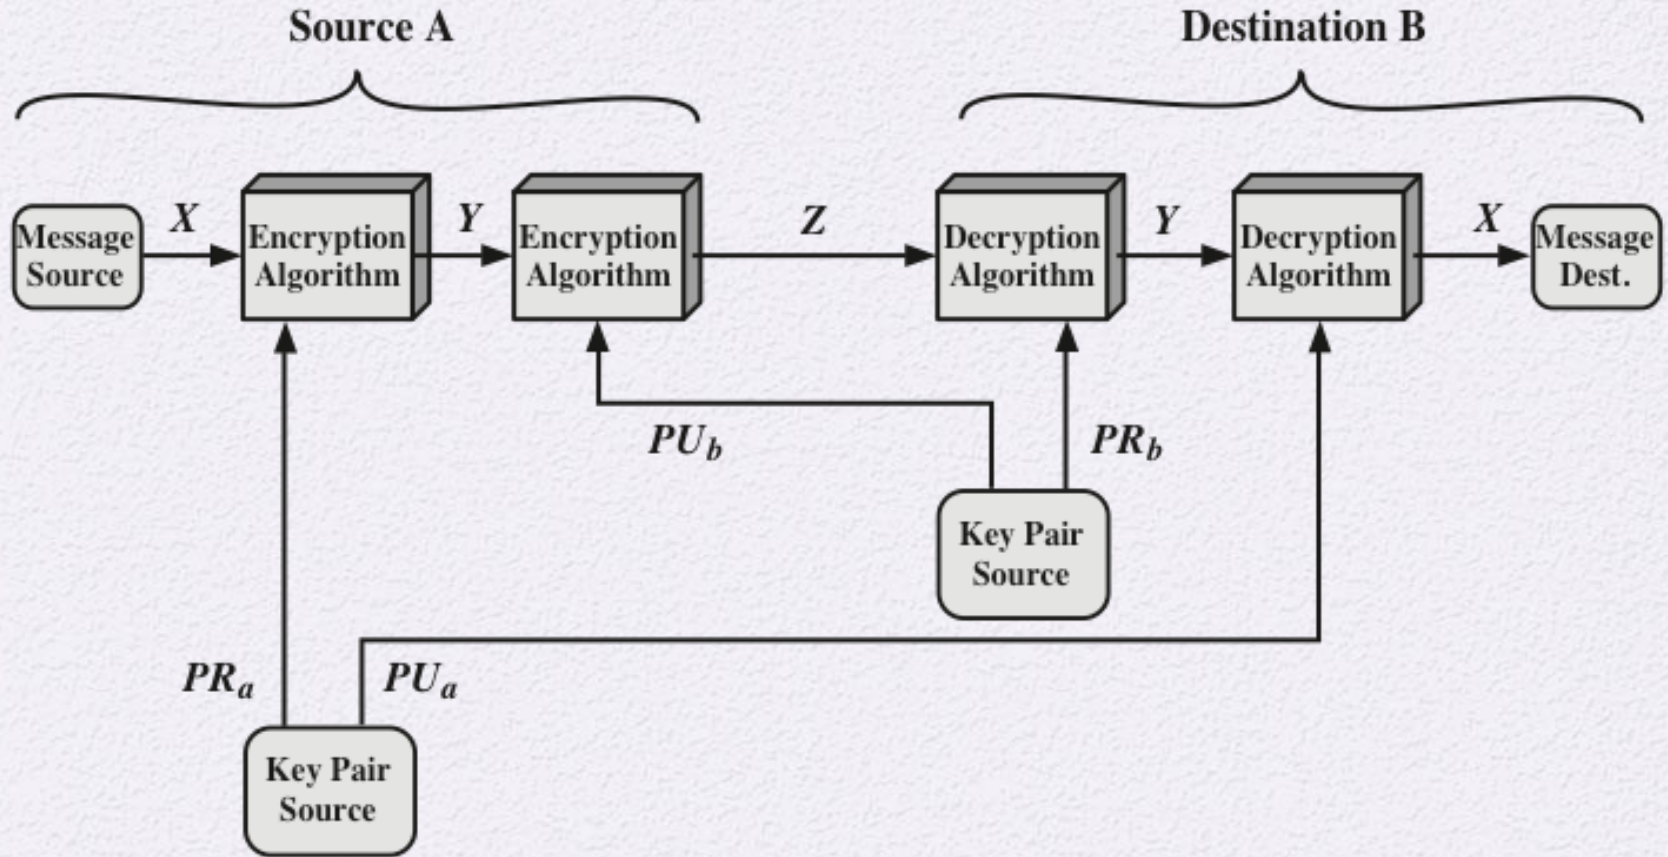 Source A
Destination B
Message
Source
X
Encryption
Algorithm
Y
Encryption
Algorithm
Z
Decryption
Algorithm
Y
Decryption
Algorithm
X
Message
Dest.
PUb
PRb
Key Pair
Source
PRa
PUa
Key Pair
Source